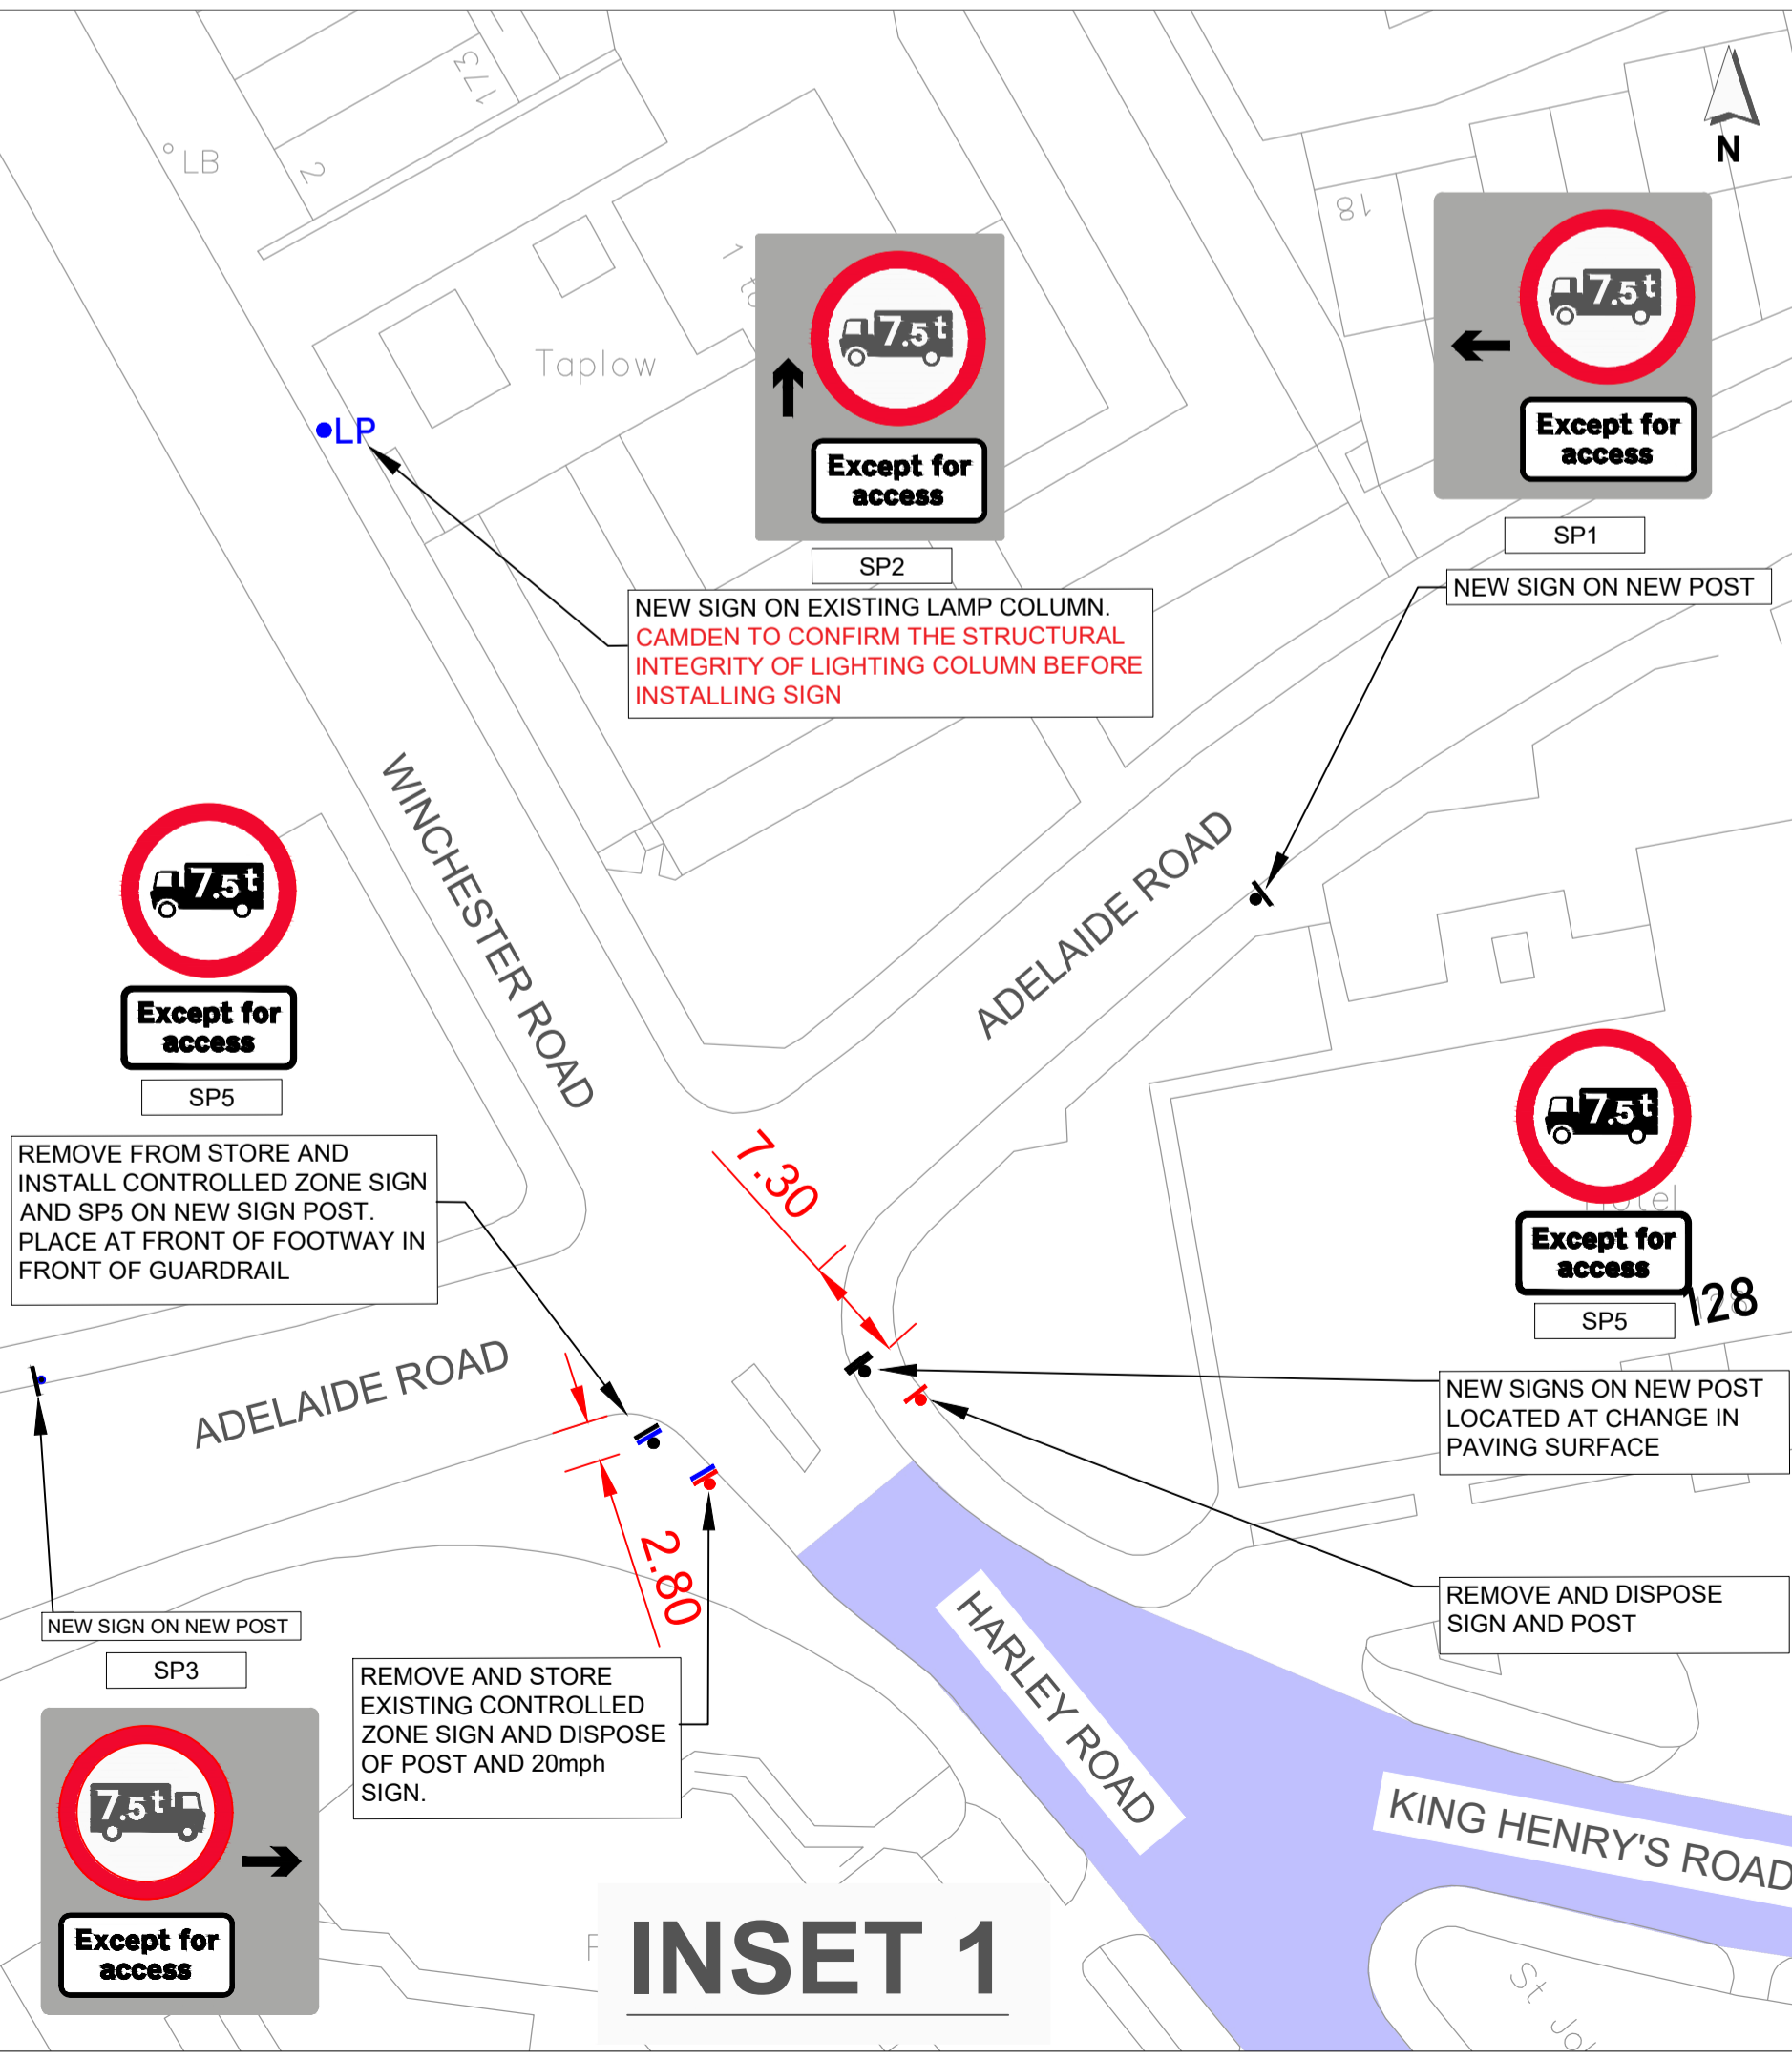 173
LB
2
N
18
7.5t
Except for
access
SP1
NEW SIGN ON NEW POST
1
to
7.5t
Except for
access
SP2
Taplow
LP
NEW SIGN ON EXISTING LAMP COLUMN.
CAMDEN TO CONFIRM THE STRUCTURAL
INTEGRITY OF LIGHTING COLUMN BEFORE
INSTALLING SIGN
WINCHESTER ROAD
ADELAIDE ROAD
7.5t
Except for
access
SP5
REMOVE FROM STORE AND
INSTALL CONTROLLED ZONE SIGN
AND SP5 ON NEW SIGN POST.
PLACE AT FRONT OF FOOTWAY IN
FRONT OF GUARDRAIL
7.30
7.5t
Hotel
Except for
access
128
SP5
NEW SIGNS ON NEW POST
LOCATED AT CHANGE IN
PAVING SURFACE
ADELAIDE ROAD
2.80
REMOVE AND DISPOSE
SIGN AND POST
NEW SIGN ON NEW POST
SP3
REMOVE AND STORE
EXISTING CONTROLLED
ZONE SIGN AND DISPOSE
OF POST AND 20mph
SIGN.
HARLEY ROAD
KING HENRY'S ROAD
7.5t
Except for
access
INSET 1
St Jo